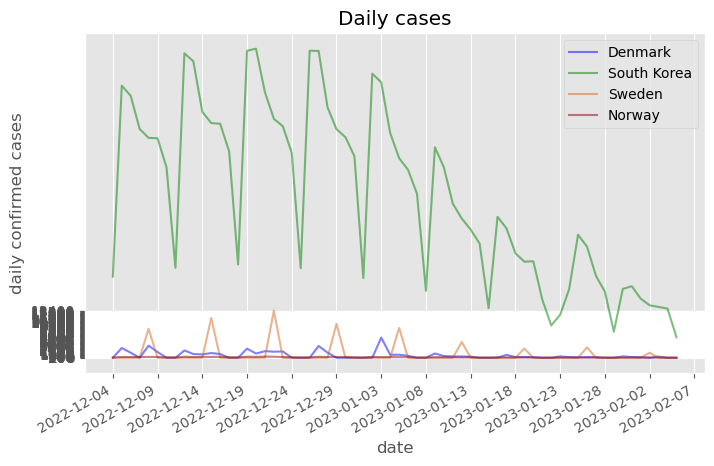 Daily cases
Denmark
South Korea
Sweden
Norway
daily confirmed cases
2022-12-04
2022-12-09
2022-12-14
2022-12-19
2022-12-24
2022-12-29
2023-01-03
2023-01-08
2023-01-13
2023-01-18
2023-01-23
2023-01-28
2023-02-02
2023-02-07
date